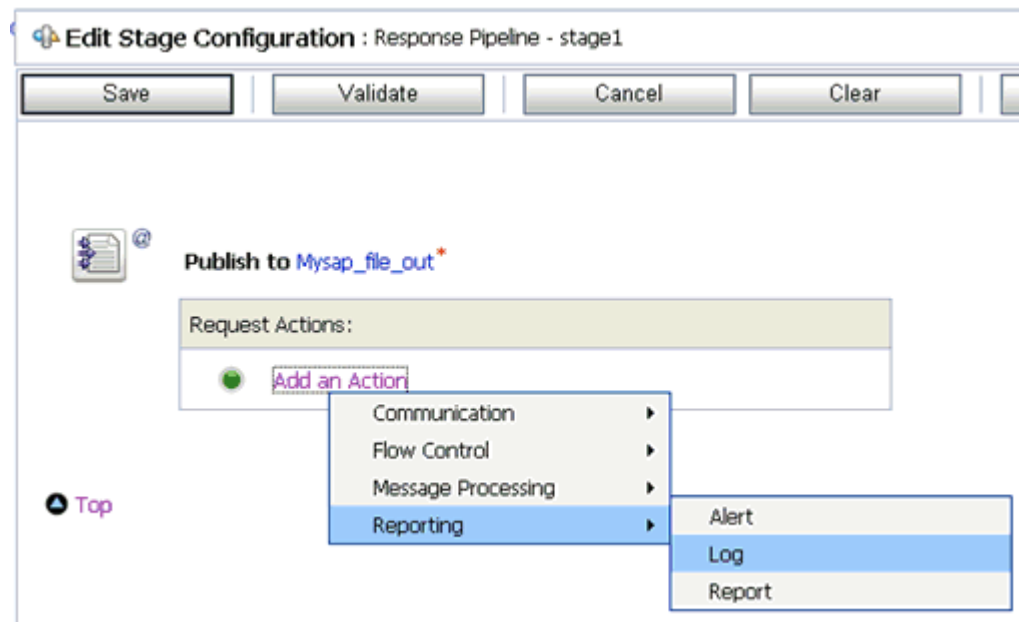 Edit Stage Configuration : Response Pipeline - stage1
Save Validate Cancel Clear
@
Publish to Mysap_file_out*
Request Actions:
Add an Action
Communication
Flow Control
Message Processing
Reporting
Top
Alert
Log
Report